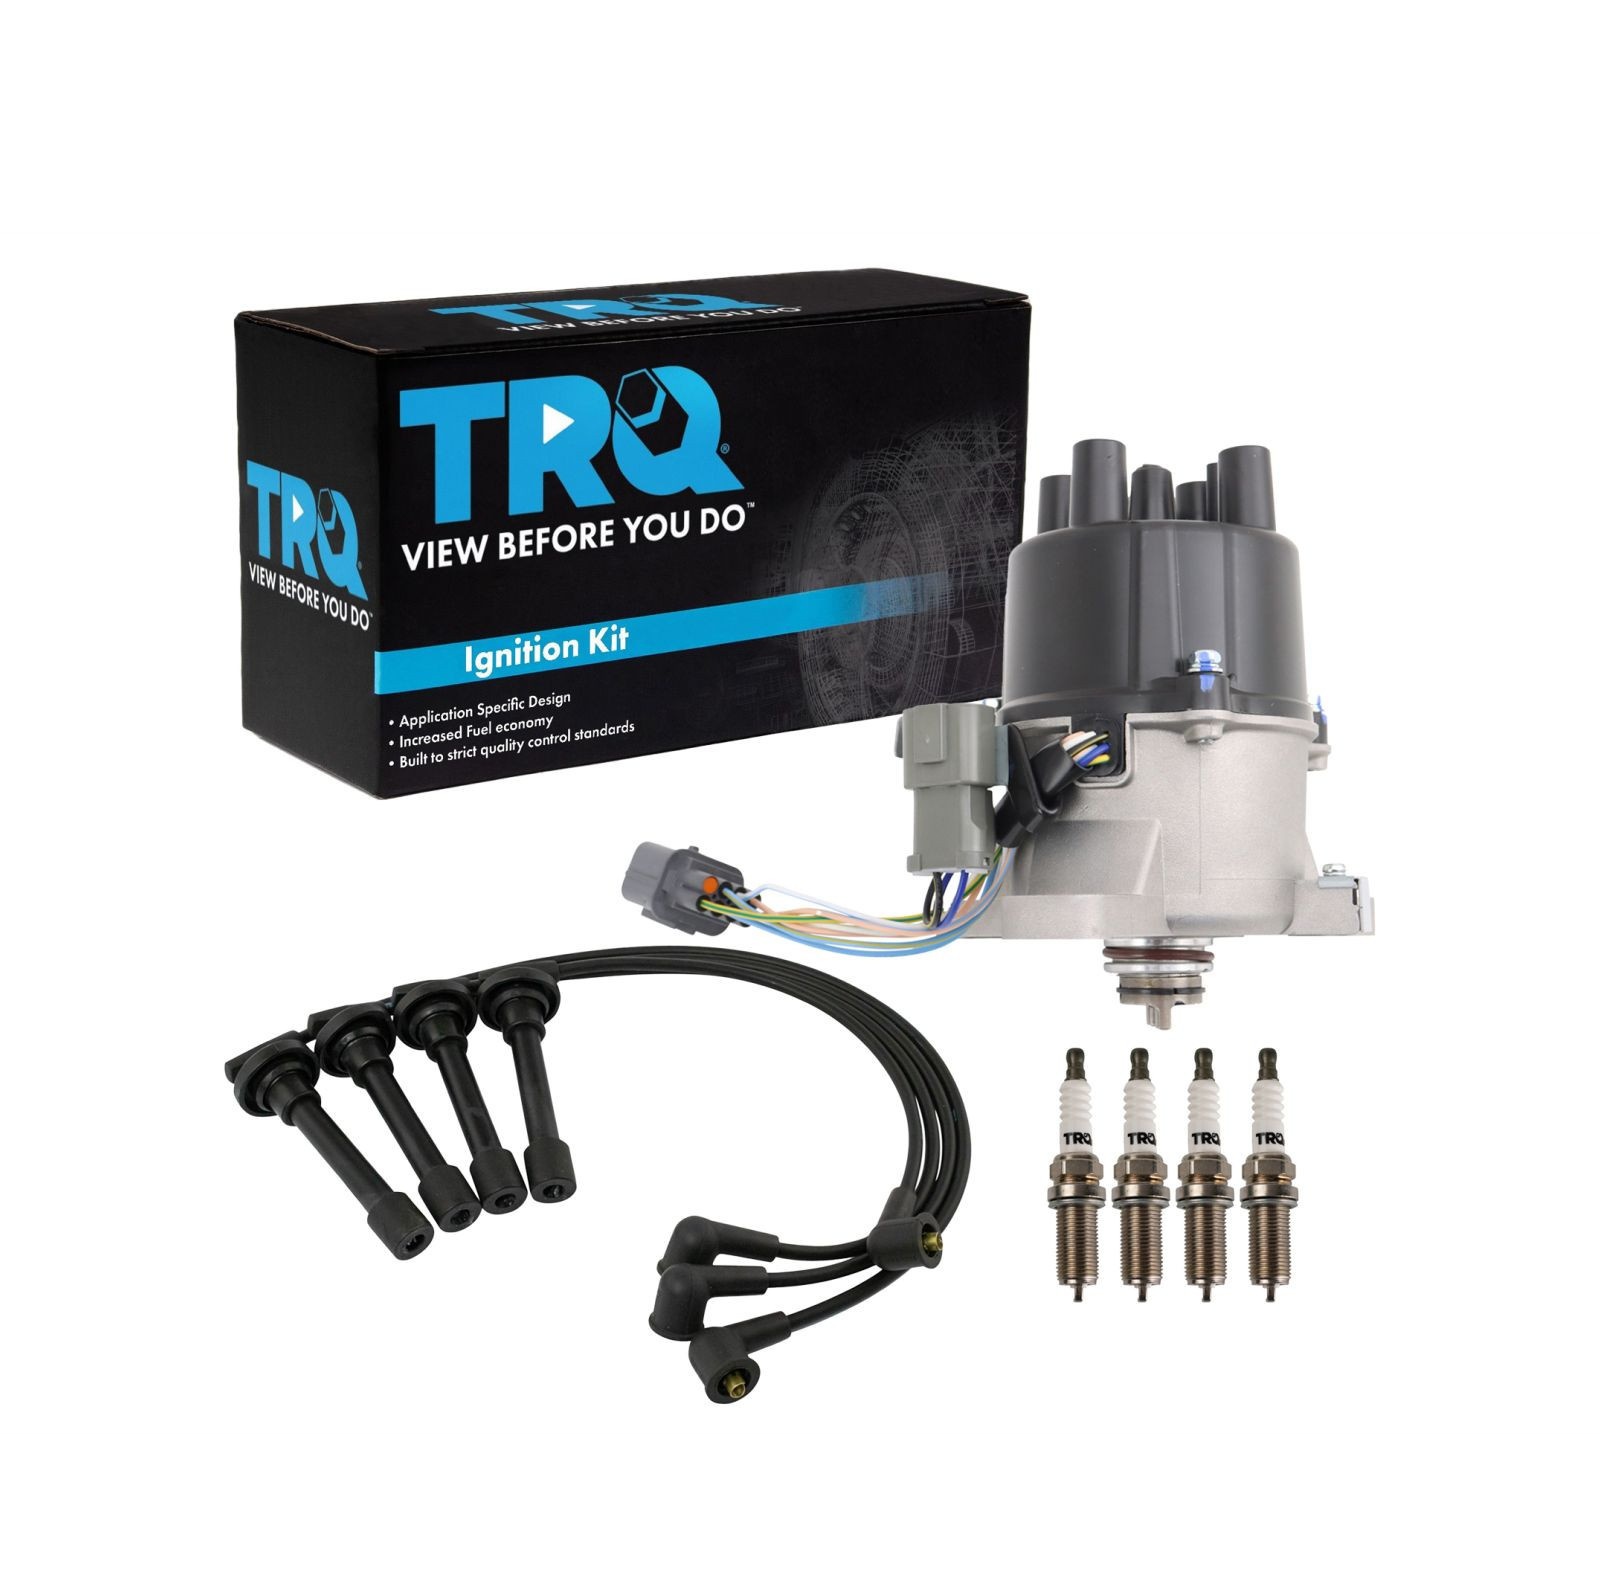 TRQ
VIEW BEFORE YOU DO
TRQ®
VIEW BEFORE YOU DO™
Ignition Kit
• Application Specific Design
• Increased Fuel economy
• Built to strict quality control standards
TRQ®
VIEW BEFORE YOU DO™
TRQ
TRQ
TRQ
TRQ